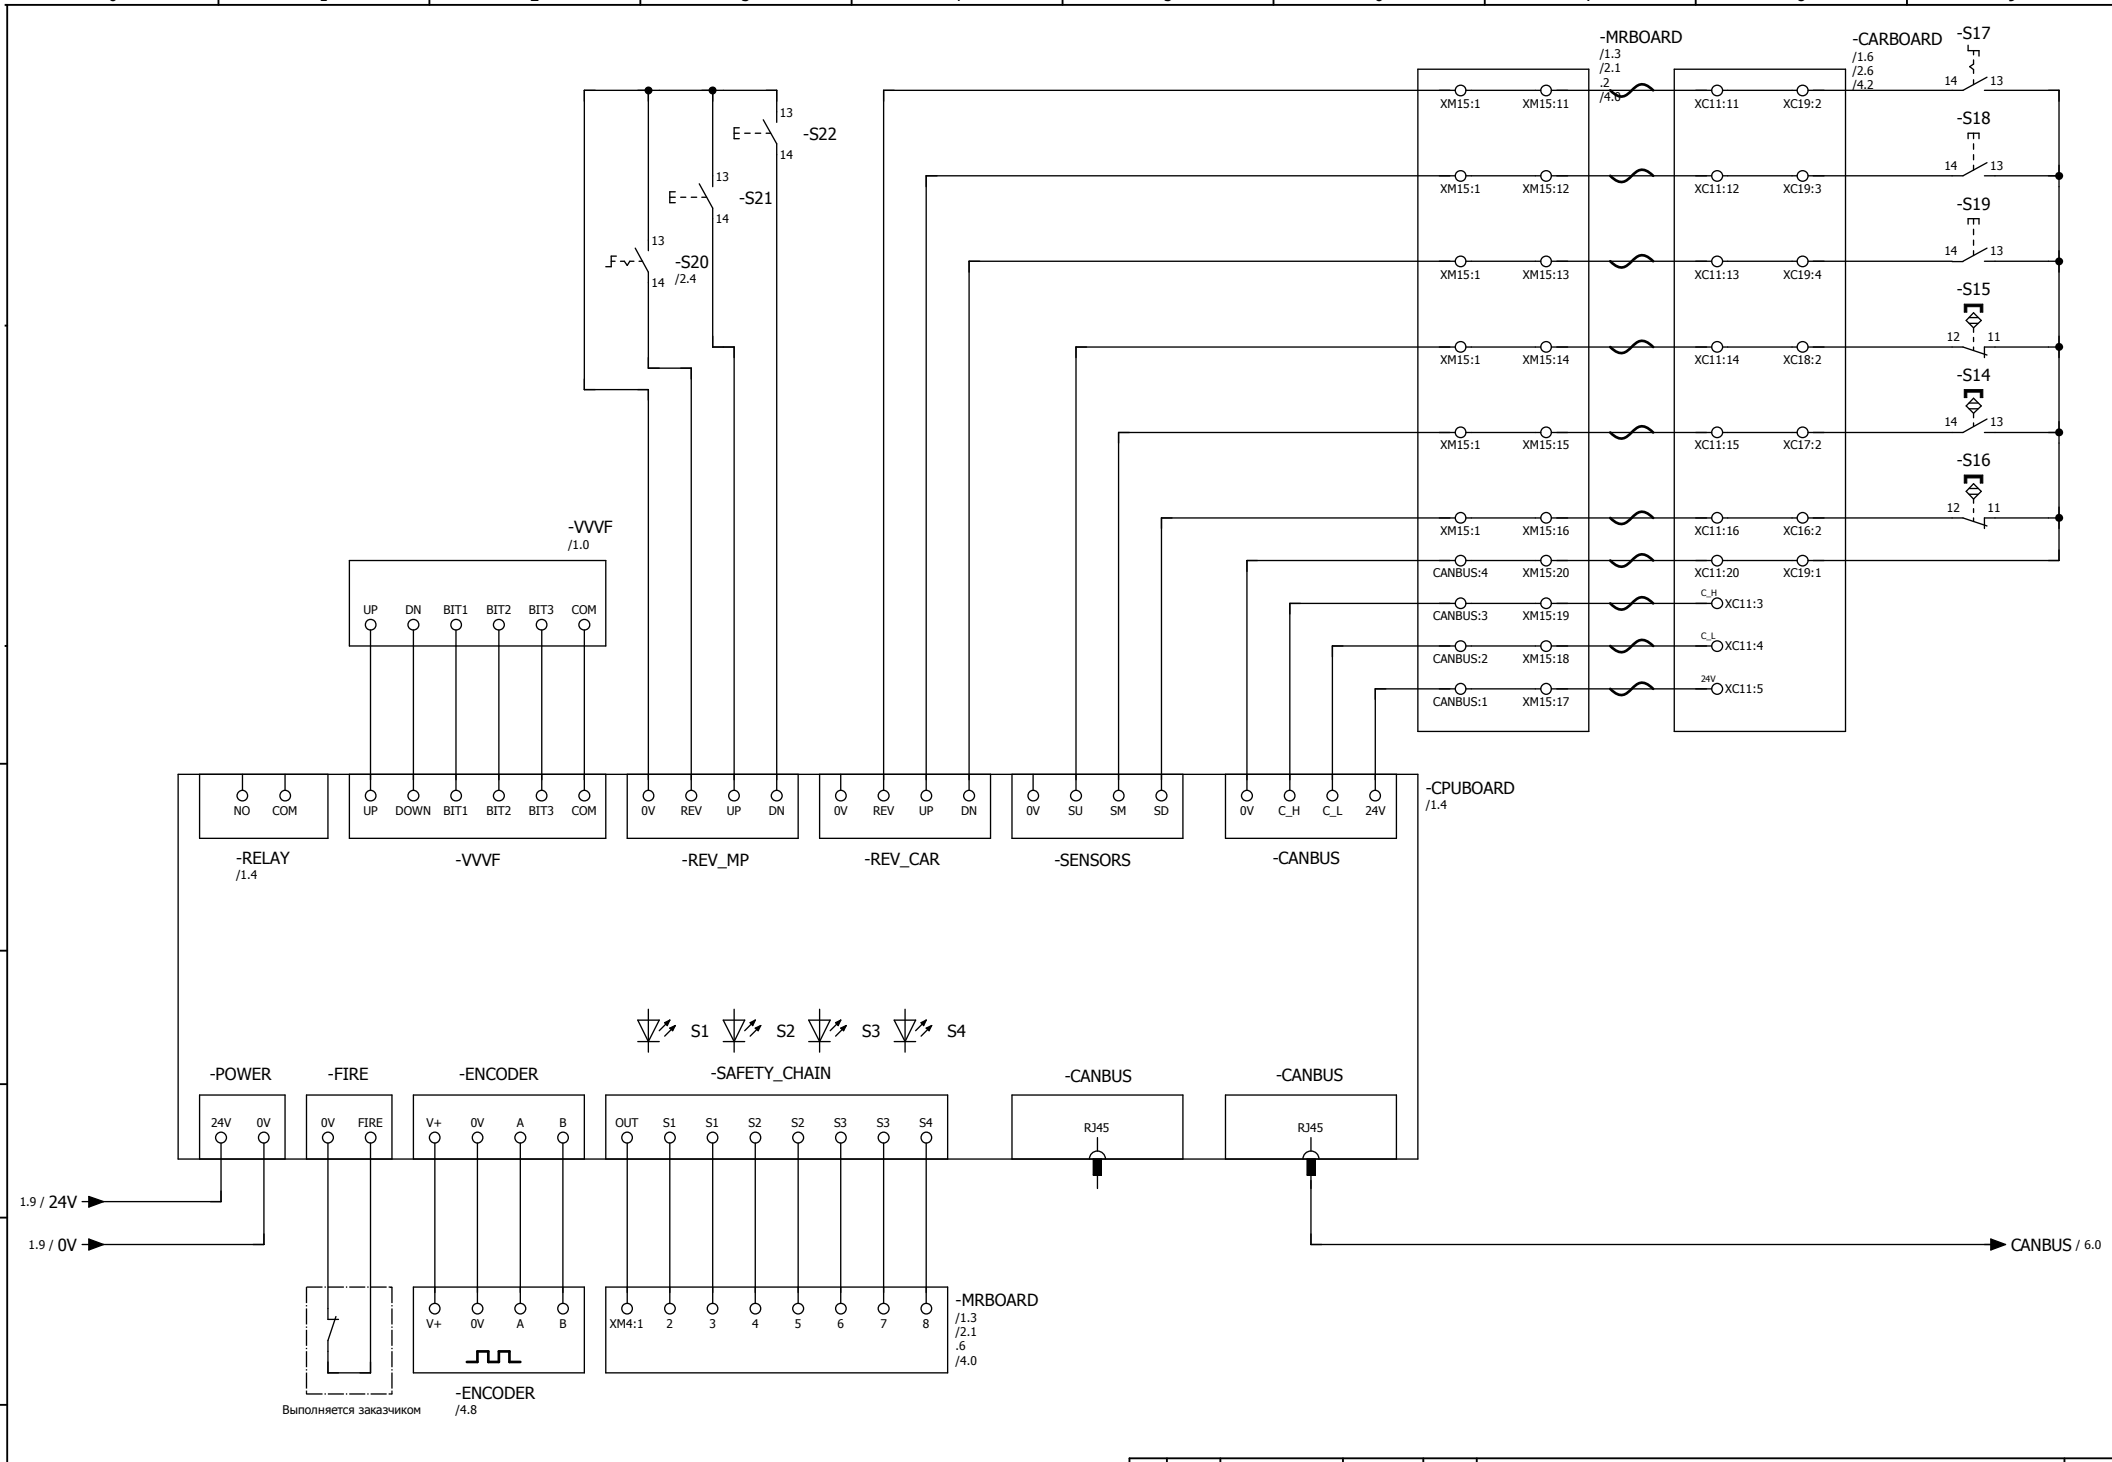 -MRBOARD
/1.3
/2.1
.2
/4.0
-CARBOARD
/1.6
/2.6
/4.2
-S17
14 13
XM15:1 XM15:11 XC11:11 XC19:2
13
E -S22
14
-S18
14 13
XM15:1 XM15:12 XC11:12 XC19:3
13
E -S21
14
-S19
14 13
XM15:1 XM15:13 XC11:13 XC19:4
13
F -S20
14 /2.4
-S15
12 11
XM15:1 XM15:14 XC11:14 XC18:2
-S14
14 13
XM15:1 XM15:15 XC11:15 XC17:2
-S16
12 11
XM15:1 XM15:16 XC11:16 XC16:2
CANBUS:4 XM15:20 XC11:20 XC19:1
C_H
XC11:3
CANBUS:3 XM15:19
C_L
XC11:4
CANBUS:2 XM15:18
24V
XC11:5
CANBUS:1 XM15:17
-VVVF
/1.0
UP DN BIT1 BIT2 BIT3 COM
-CPUBOARD
/1.4
NO COM UP DOWN BIT1 BIT2 BIT3 COM 0V REV UP DN 0V REV UP DN 0V SU SM SD 0V C_H C_L 24V
-RELAY
/1.4
-VVVF
-REV_MP
-REV_CAR
-SENSORS
-CANBUS
S1 S2 S3 S4
-POWER -FIRE -ENCODER -SAFETY_CHAIN -CANBUS -CANBUS
24V 0V 0V FIRE V+ 0V A B OUT S1 S1 S2 S2 S3 S3 S4 RJ45 RJ45
1.9 / 24V
1.9 / 0V
CANBUS / 6.0
-MRBOARD
/1.3
/2.1
.6
/4.0
V+ 0V A B XM4:1 2 3 4 5 6 7 8
-ENCODER
/4.8
Выполняется заказчиком